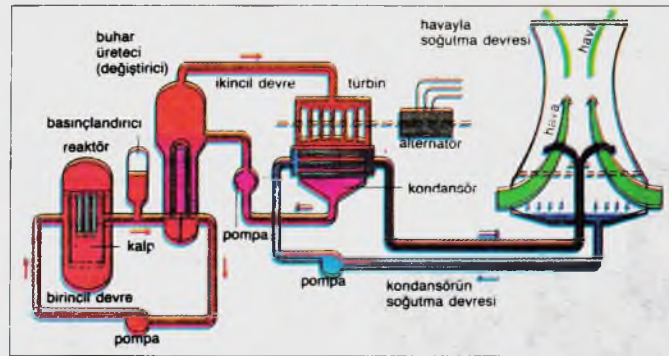 buhar
üreteci
(değiştirici)
ikincil devre
türbin
havayla
soğutma devresi
hava
hava
hava
basınçlandırıcı
reaktör
alternatör
kondansör
kalp
pompa
birincil devre
pompa
pompa
kondansörün
soğutma devresi